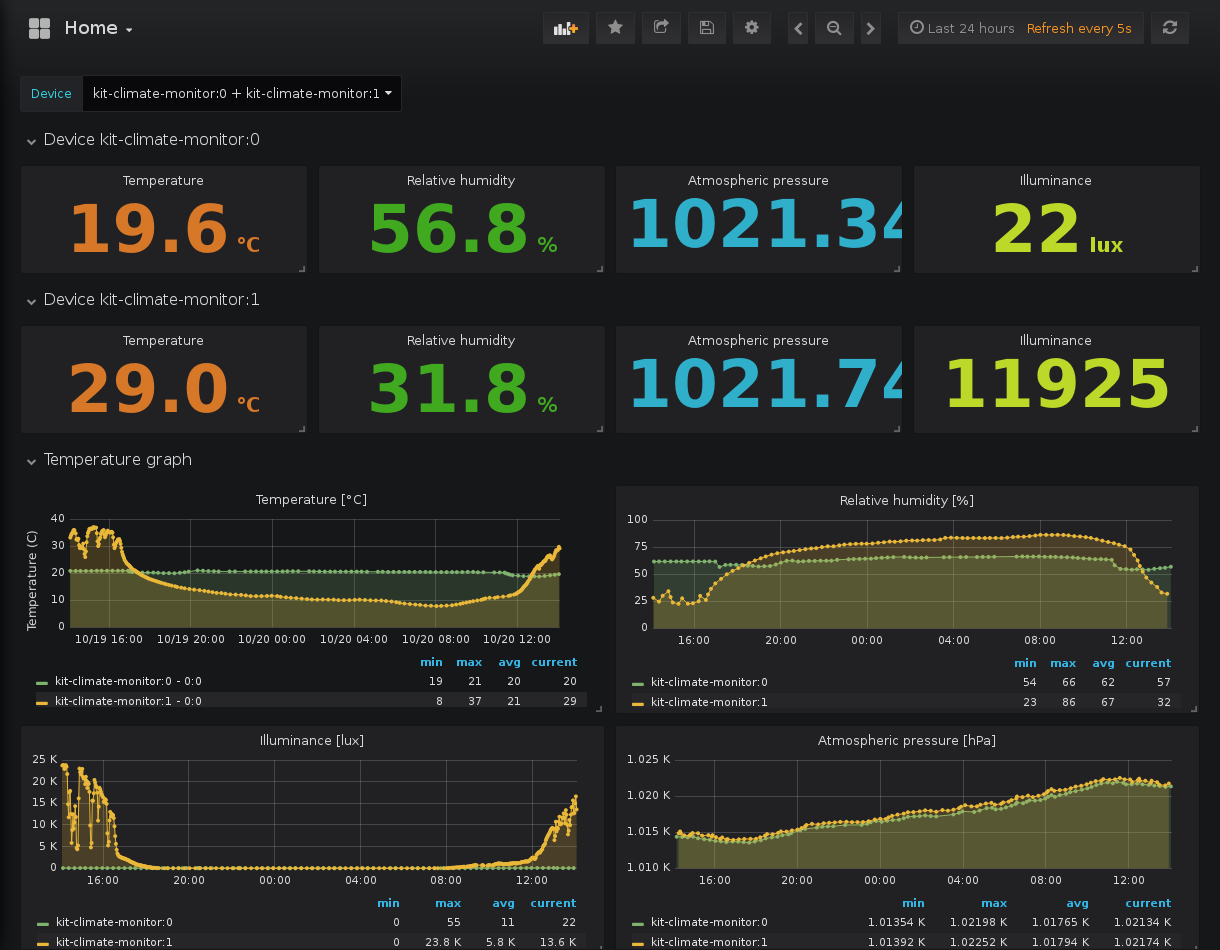 Home
Last 24 hours Refresh every 5s
Device kit-climate-monitor:0 + kit-climate-monitor:1
Device kit-climate-monitor:0
Temperature Relative humidity Atmospheric pressure Illuminance
19.6 °C 56.8 % 1021.34 22 lux
Device kit-climate-monitor:1
Temperature Relative humidity Atmospheric pressure Illuminance
29.0 °C 31.8 % 1021.74 11925
Temperature graph
Temperature [°C]
Temperature (C)
40
30
20
10
0
10/19 16:00 10/19 20:00 10/20 00:00 10/20 04:00 10/20 08:00 10/20 12:00
min max avg current
kit-climate-monitor:0 - 0:0 19 21 20 20
kit-climate-monitor:1 - 0:0 8 37 21 29
Relative humidity [%]
100
75
50
25
0
16:00 20:00 00:00 04:00 08:00 12:00
min max avg current
kit-climate-monitor:0 54 66 62 57
kit-climate-monitor:1 23 86 67 32
Illuminance [lux]
25 K
20 K
15 K
10 K
5 K
0
16:00 20:00 00:00 04:00 08:00 12:00
min max avg current
kit-climate-monitor:0 0 55 11 22
kit-climate-monitor:1 0 23.8 K 5.8 K 13.6 K
Atmospheric pressure [hPa]
1.025 K
1.020 K
1.015 K
1.010 K
16:00 20:00 00:00 04:00 08:00 12:00
min max avg current
kit-climate-monitor:0 1.01354 K 1.02198 K 1.01765 K 1.02134 K
kit-climate-monitor:1 1.01392 K 1.02252 K 1.01794 K 1.02174 K